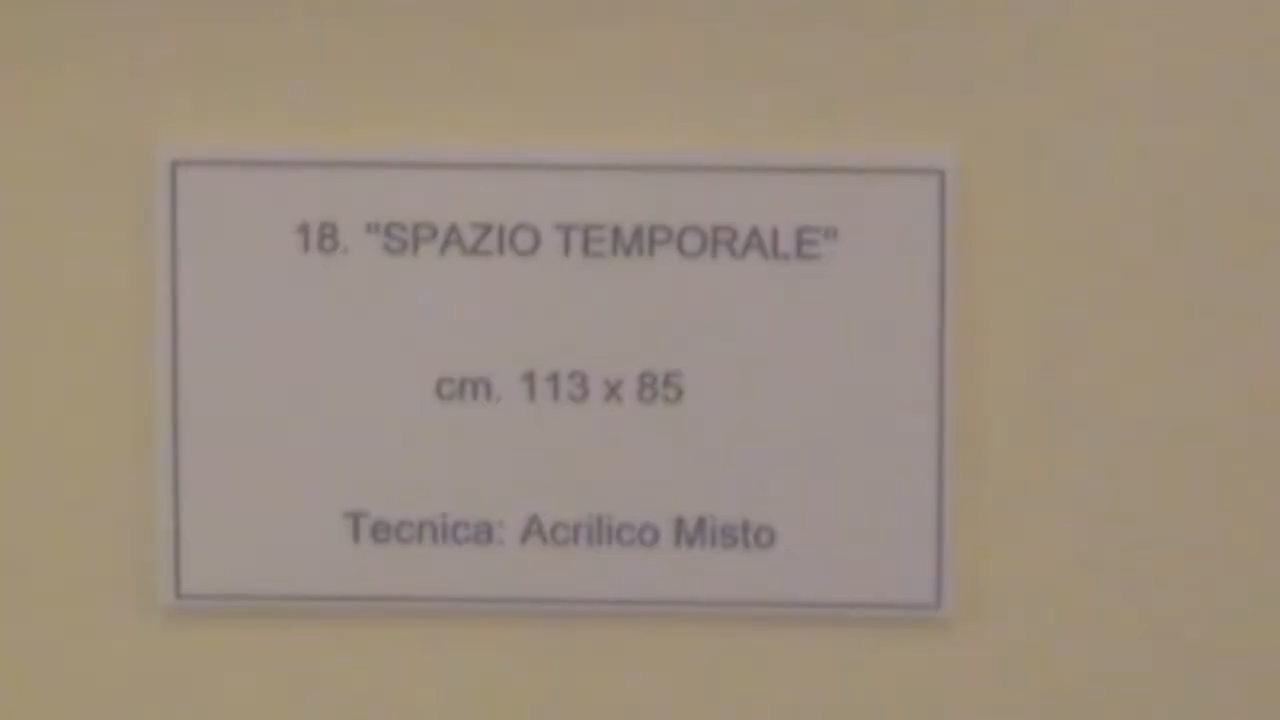 18. "SPAZIO TEMPORALE"
cm. 113 x 85
Tecnica: Acrilico Misto